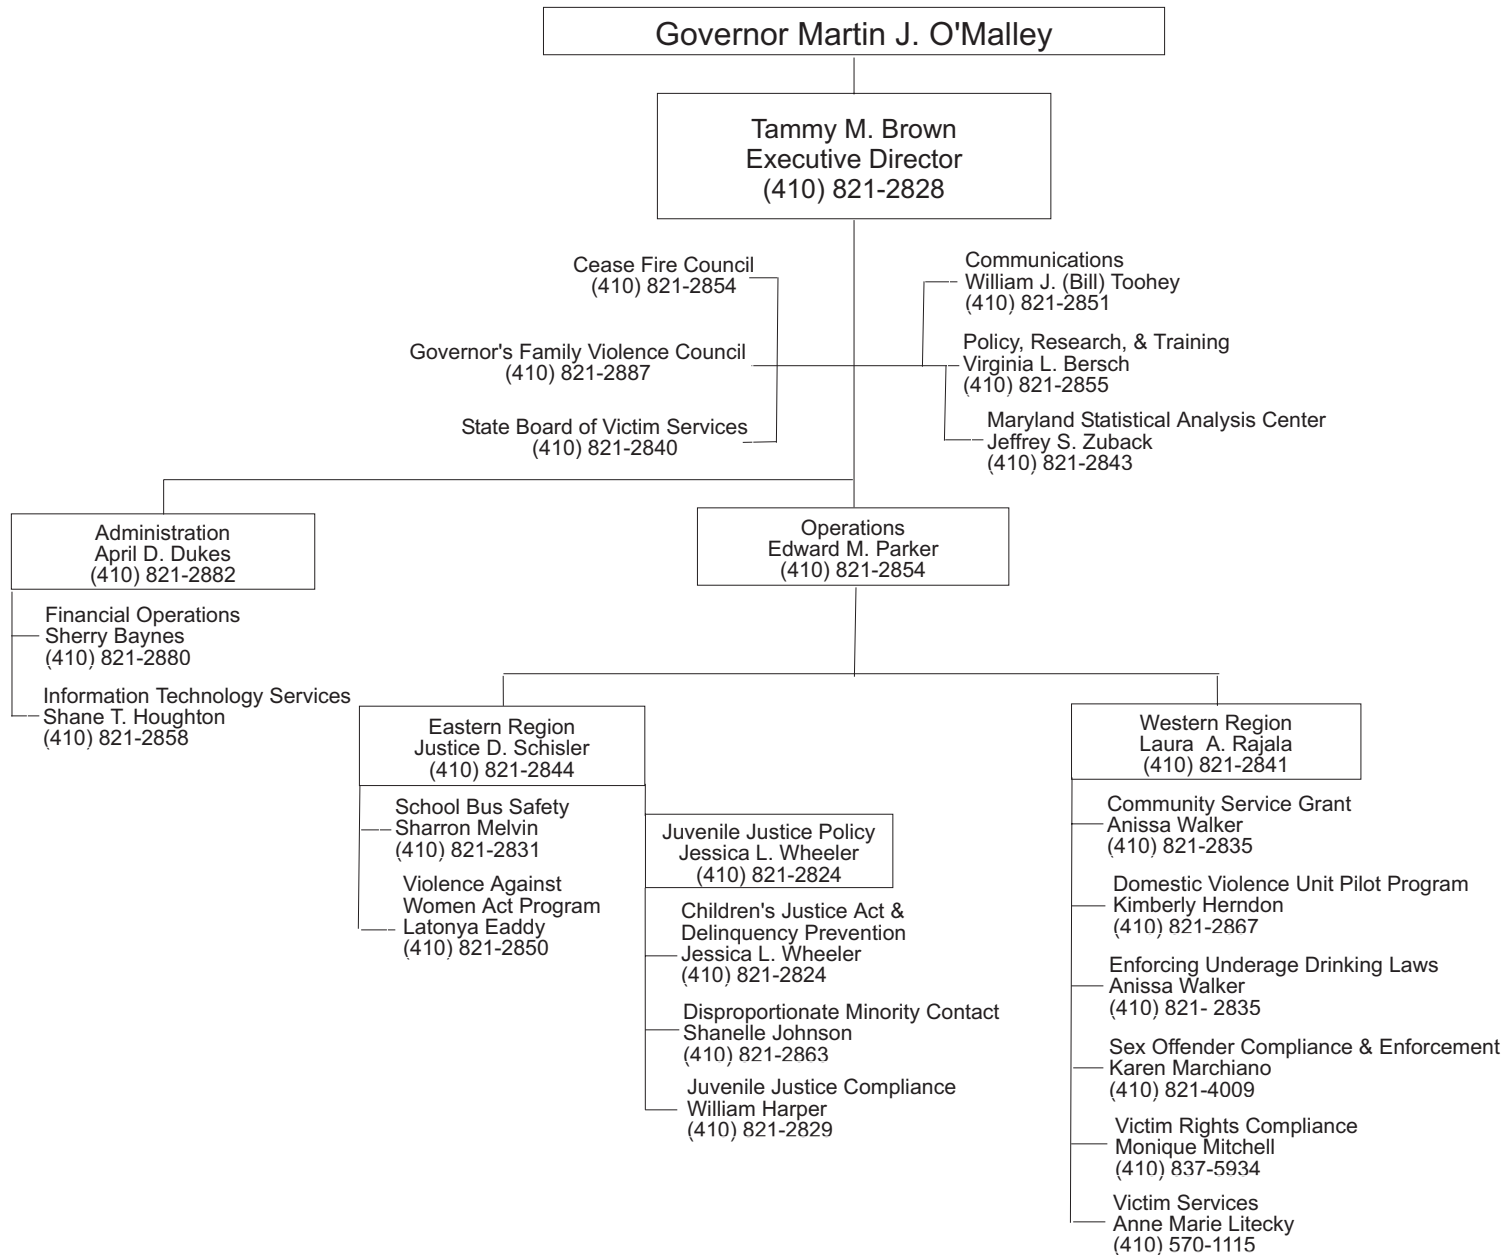 Governor Martin J. O'Malley
Tammy M. Brown
Executive Director
(410) 821-2828
Cease Fire Council
(410) 821-2854
Governor's Family Violence Council
(410) 821-2887
State Board of Victim Services
(410) 821-2840
Communications
William J. (Bill) Toohey
(410) 821-2851
Policy, Research, & Training
Virginia L. Bersch
(410) 821-2855
Maryland Statistical Analysis Center
Jeffrey S. Zuback
(410) 821-2843
Administration
April D. Dukes
(410) 821-2882
Financial Operations
Sherry Baynes
(410) 821-2880
Information Technology Services
Shane T. Houghton
(410) 821-2858
Operations
Edward M. Parker
(410) 821-2854
Eastern Region
Justice D. Schisler
(410) 821-2844
School Bus Safety
Sharron Melvin
(410) 821-2831
Violence Against
Women Act Program
Latonya Eaddy
(410) 821-2850
Juvenile Justice Policy
Jessica L. Wheeler
(410) 821-2824
Children's Justice Act &
Delinquency Prevention
Jessica L. Wheeler
(410) 821-2824
Disproportionate Minority Contact
Shanelle Johnson
(410) 821-2863
Juvenile Justice Compliance
William Harper
(410) 821-2829
Western Region
Laura  A. Rajala
(410) 821-2841
Community Service Grant
Anissa Walker
(410) 821-2835
Domestic Violence Unit Pilot Program
Kimberly Herndon
(410) 821-2867
Enforcing Underage Drinking Laws
Anissa Walker
(410) 821- 2835
Sex Offender Compliance & Enforcement
Karen Marchiano
(410) 821-4009
Victim Rights Compliance
Monique Mitchell
(410) 837-5934
Victim Services
Anne Marie Litecky
(410) 570-1115